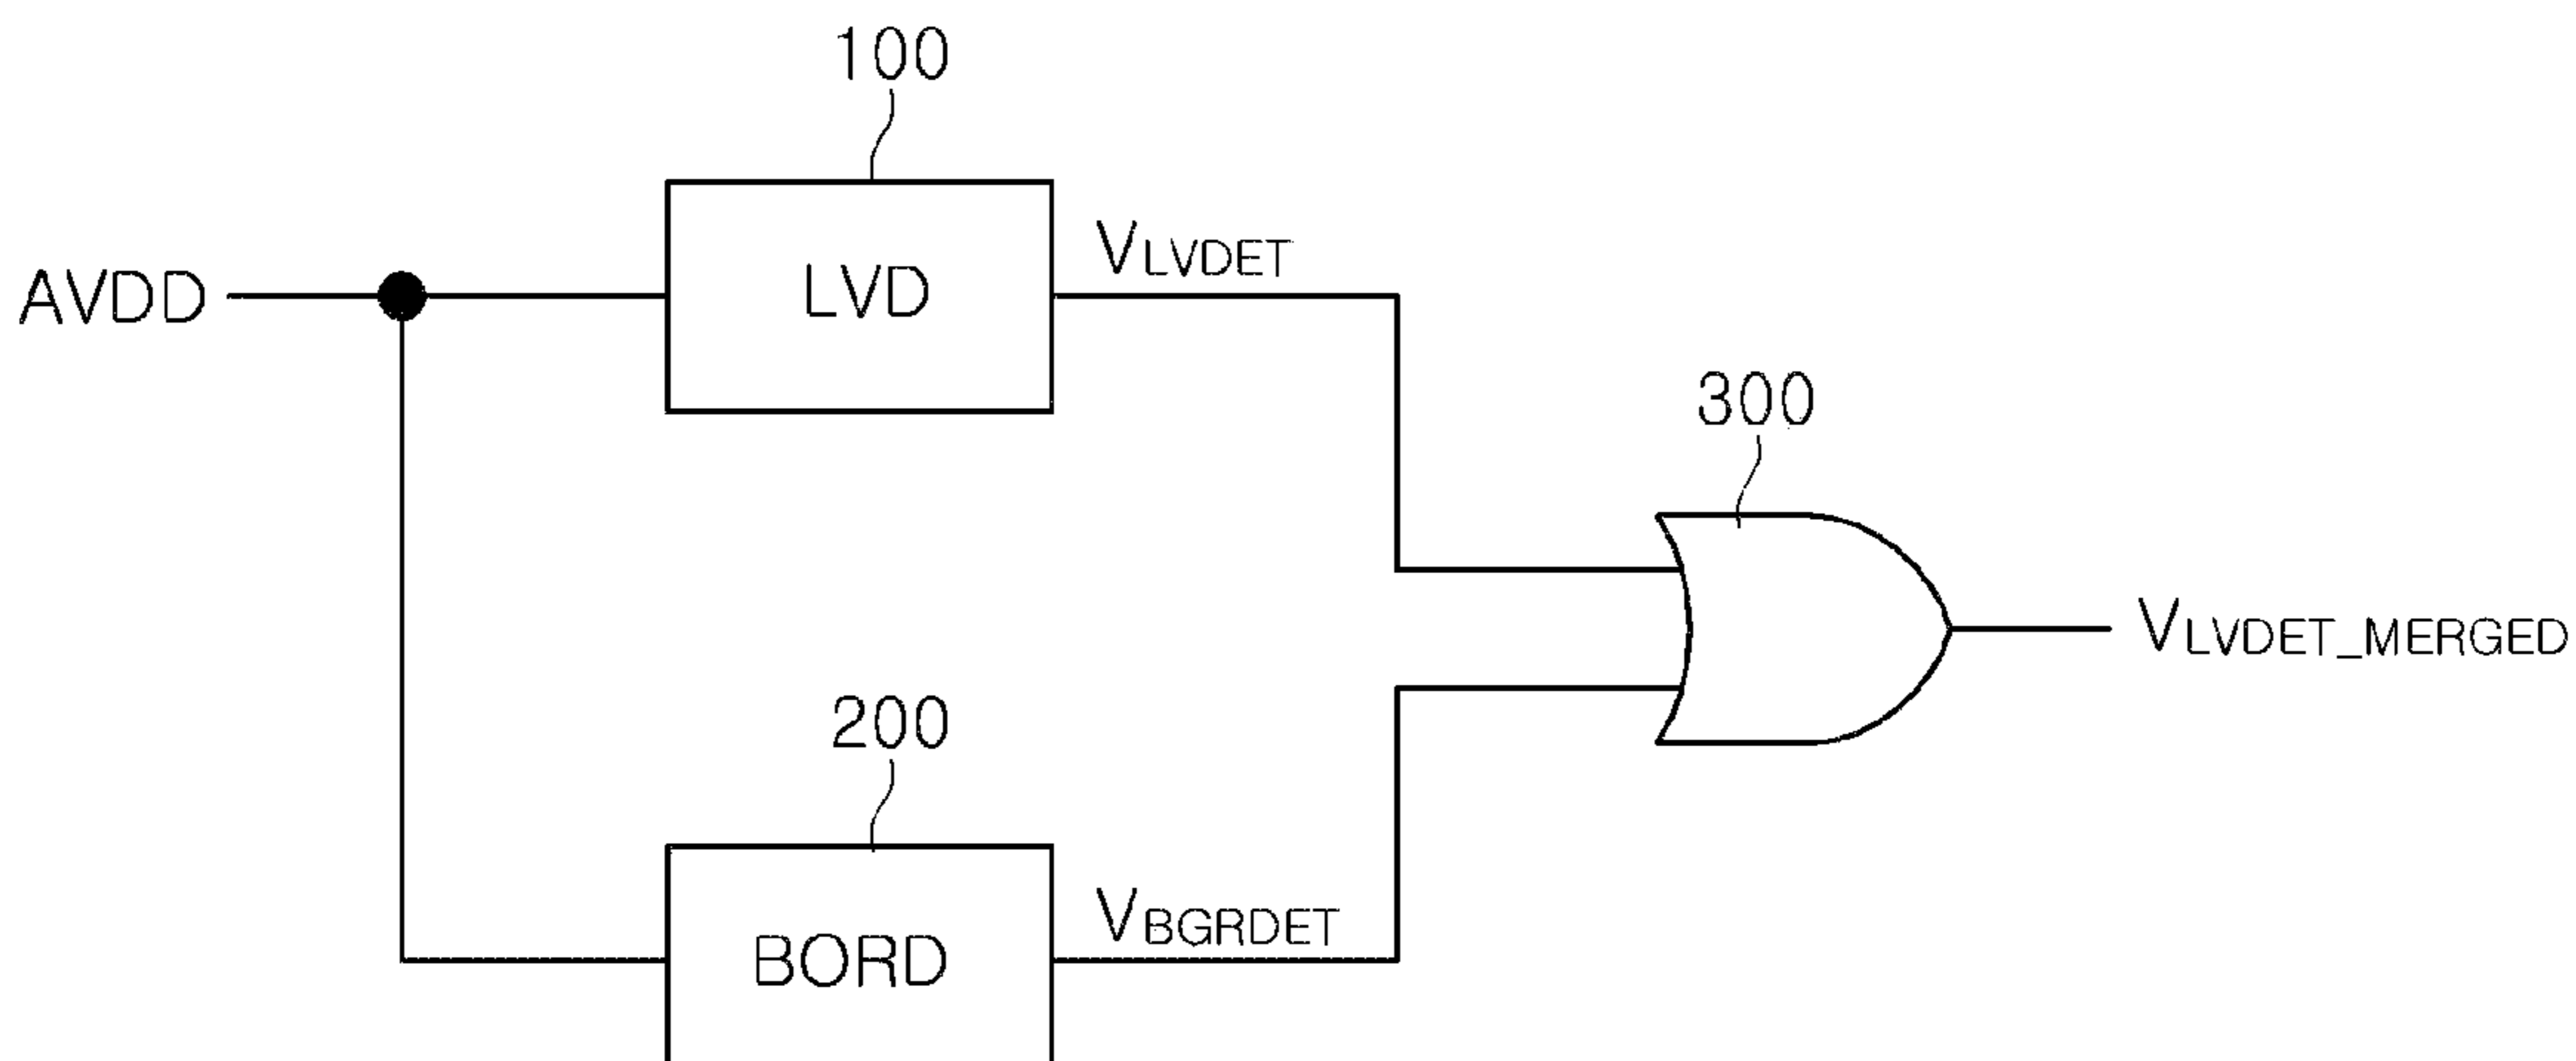 100
AVDD
LVD
VLVDET
300
VLVDET_MERGED
200
BORD
VBGRDET